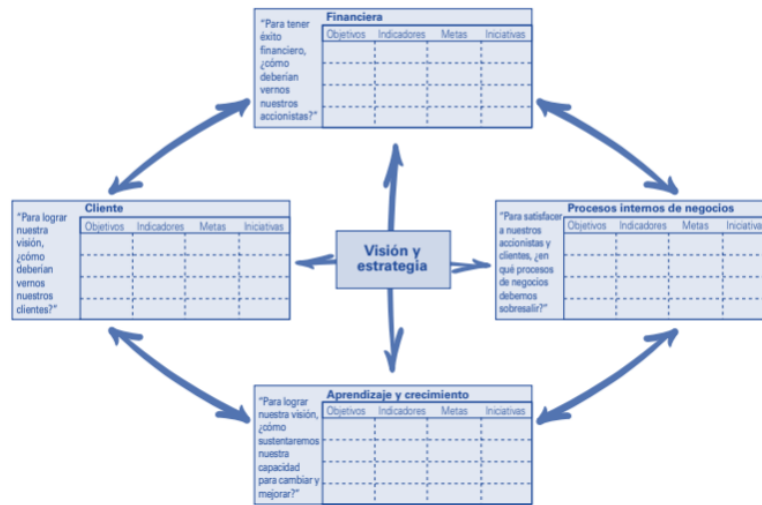 Financiera
“Para tener
éxito
financiero,
¿cómo
deberían
vernos
nuestros
accionistas?”
Objetivos Indicadores Metas Iniciativas
Cliente
“Para lograr
nuestra
visión,
¿cómo
deberían
vernos
nuestros
clientes?”
Objetivos Indicadores Metas Iniciativas
Visión y
estrategia
Procesos internos de negocios
“Para satisfacer
a nuestros
accionistas y
clientes, ¿en
qué procesos
de negocios
debemos
sobresalir?”
Objetivos Indicadores Metas Iniciativa
Aprendizaje y crecimiento
“Para lograr
nuestra visión,
¿cómo
sustentaremos
nuestra
capacidad
para cambiar y
mejorar?”
Objetivos Indicadores Metas Iniciativas